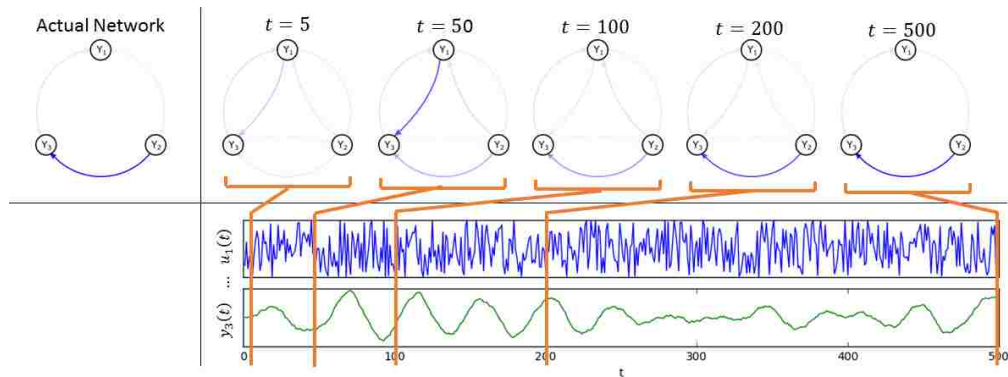 Actual Network
t = 5
t = 50
t = 100
t = 200
t = 500
Y₁
Y₁
Y₁
Y₁
Y₁
Y₁
Y₃
Y₂
Y₃
Y₂
Y₃
Y₂
Y₃
Y₂
Y₃
Y₂
Y₃
Y₂
u₁(t)
...
y₃(t)
0
100
200
300
400
500
t